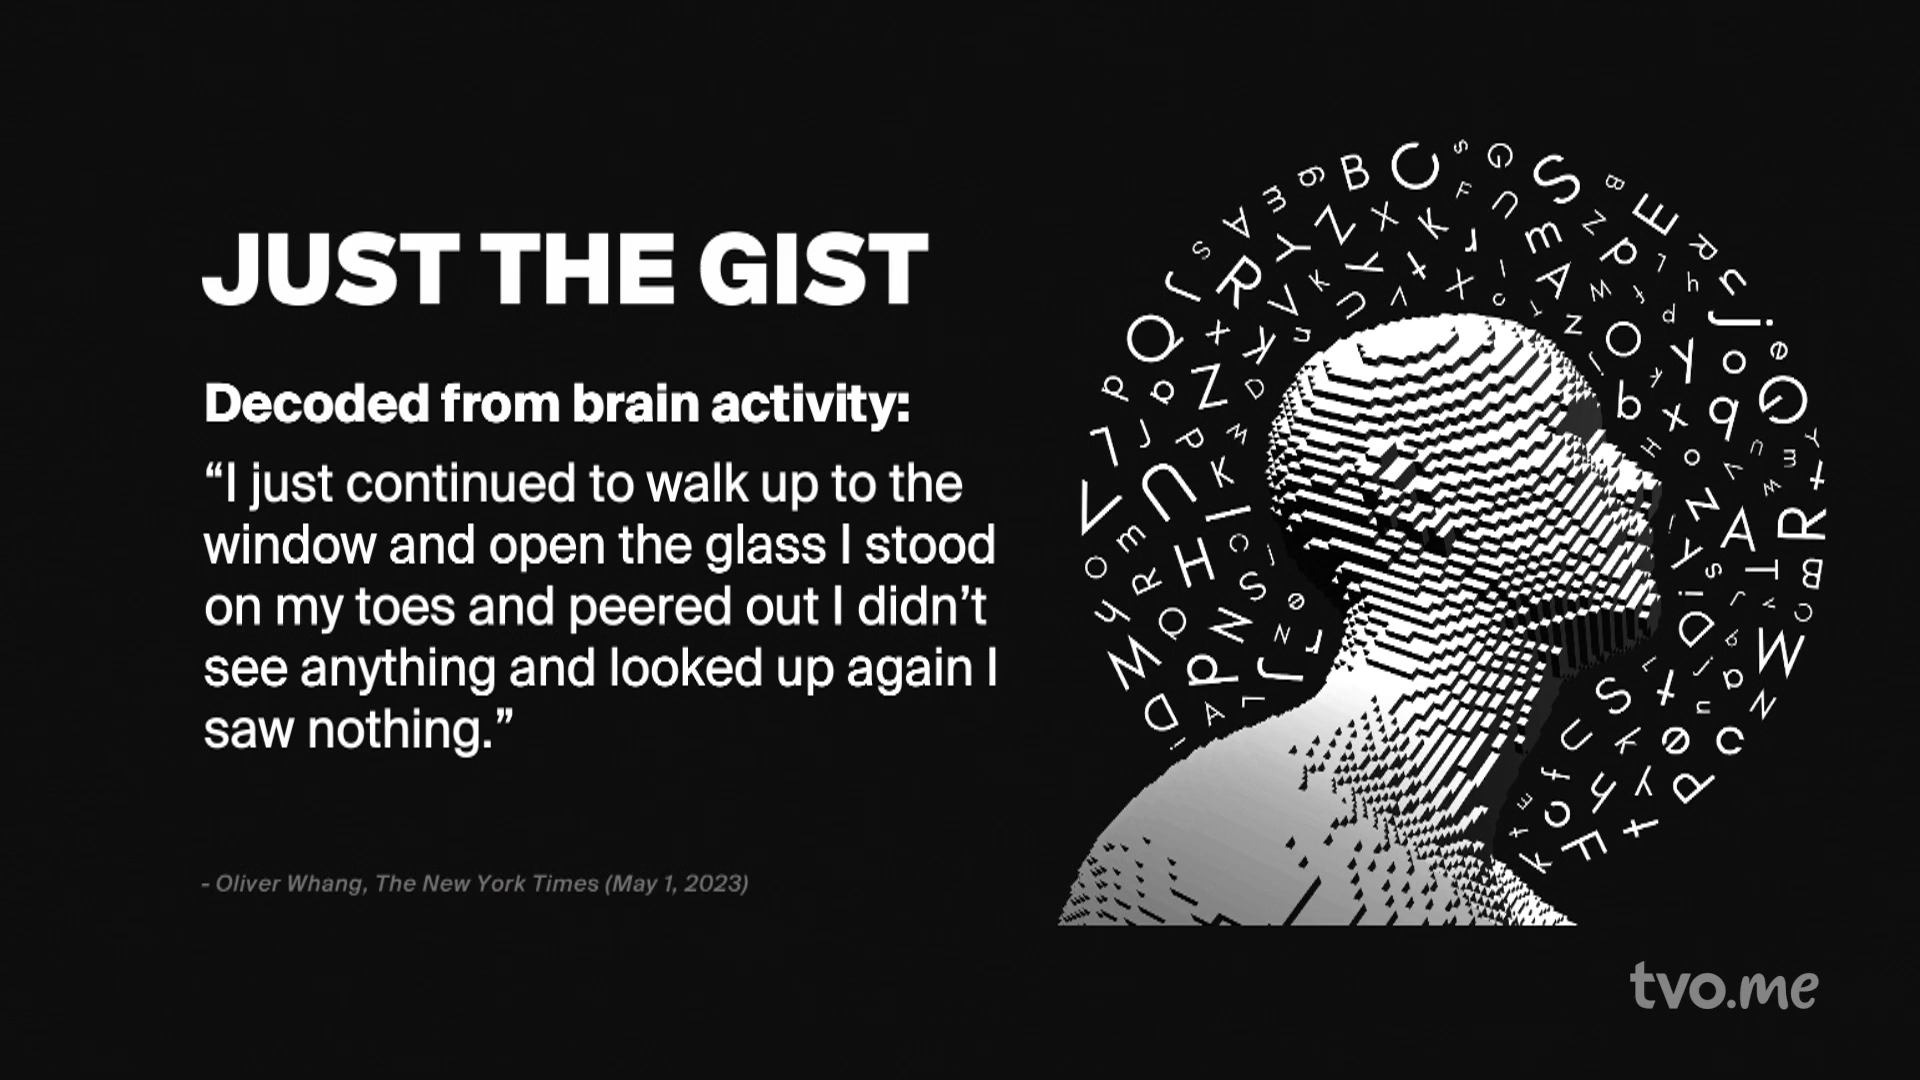 JUST THE GIST
Decoded from brain activity:
“I just continued to walk up to the
window and open the glass I stood
on my toes and peered out I didn’t
see anything and looked up again I
saw nothing.”
- Oliver Whang, The New York Times (May 1, 2023)
tvo.me